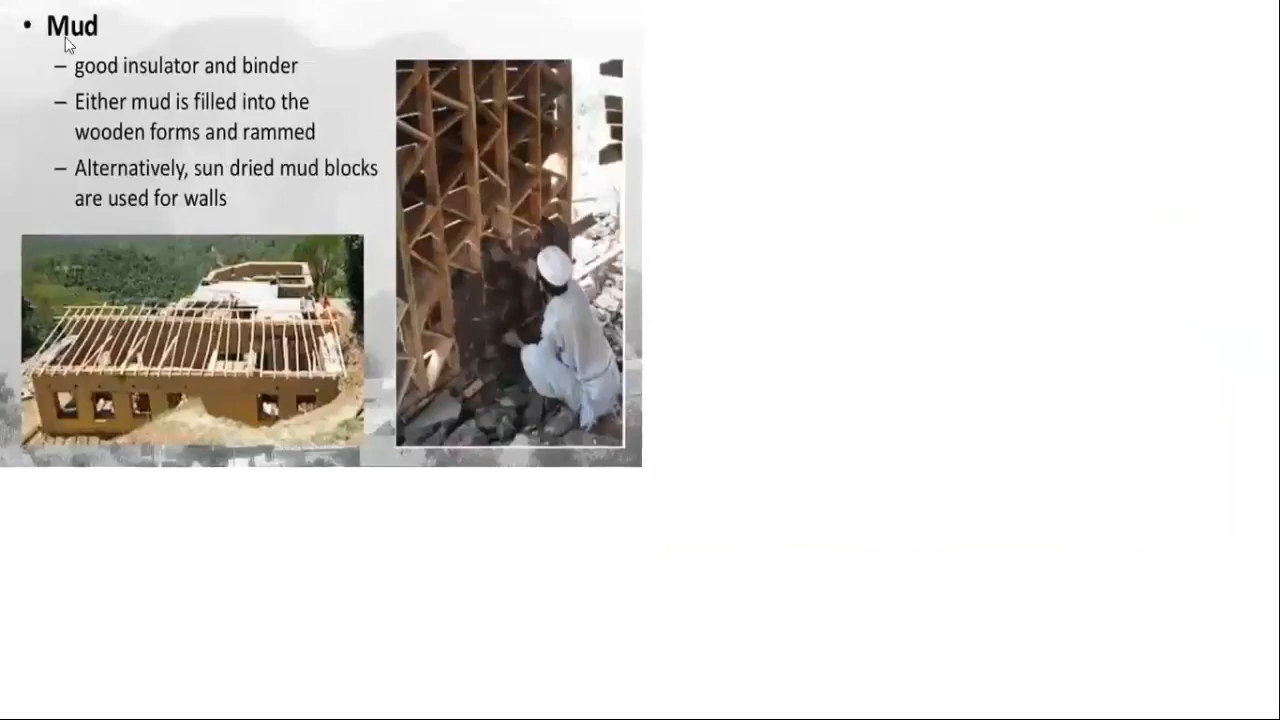 • Mud
– good insulator and binder
– Either mud is filled into the
wooden forms and rammed
– Alternatively, sun dried mud blocks
are used for walls